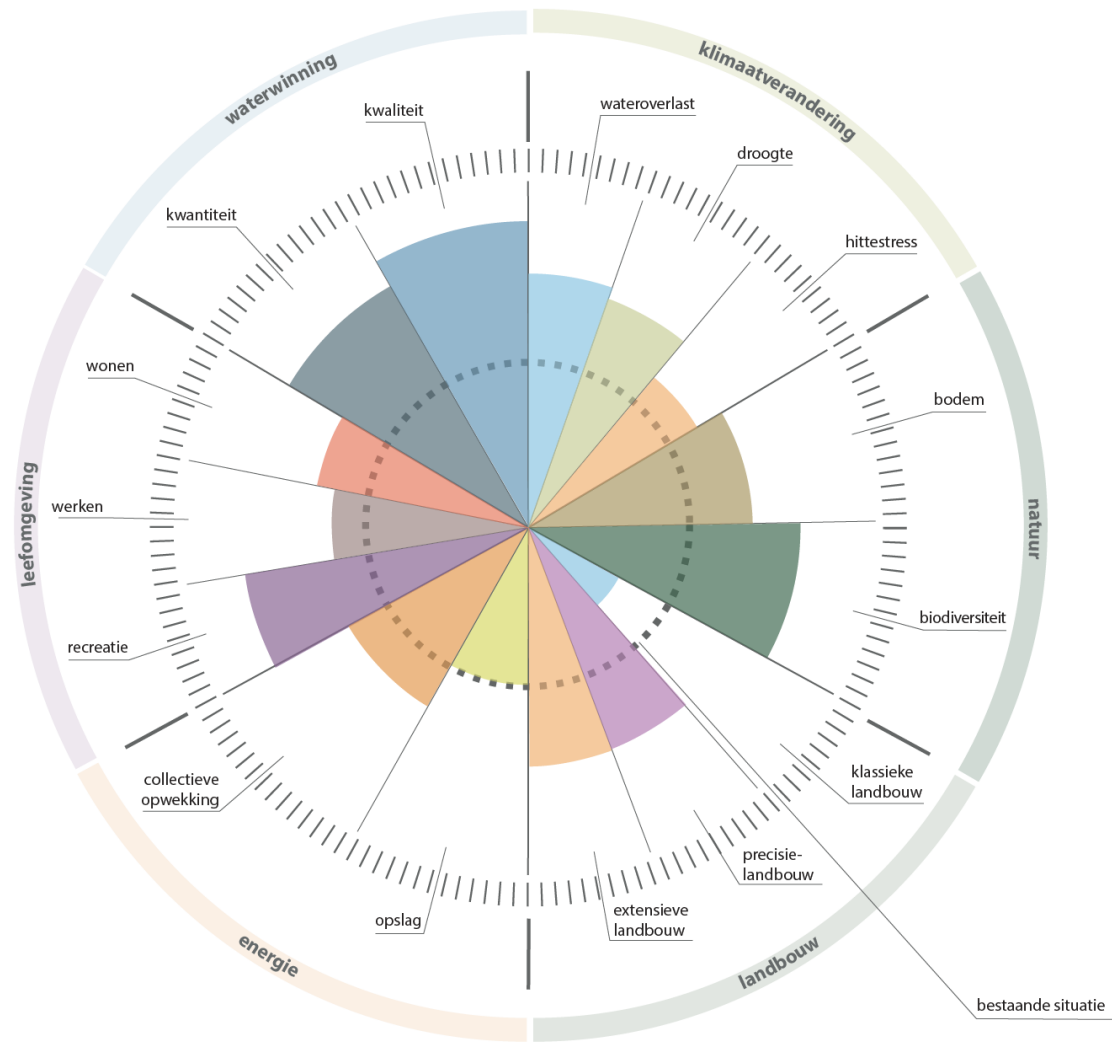 waterwinning
klimaatverandering
kwaliteit
wateroverlast
droogte
kwantiteit
hittestress
wonen
bodem
leefomgeving
werken
natuur
recreatie
biodiversiteit
collectieve
opwekking
klassieke
landbouw
precisie-
landbouw
opslag
extensieve
landbouw
energie
landbouw
bestaande situatie